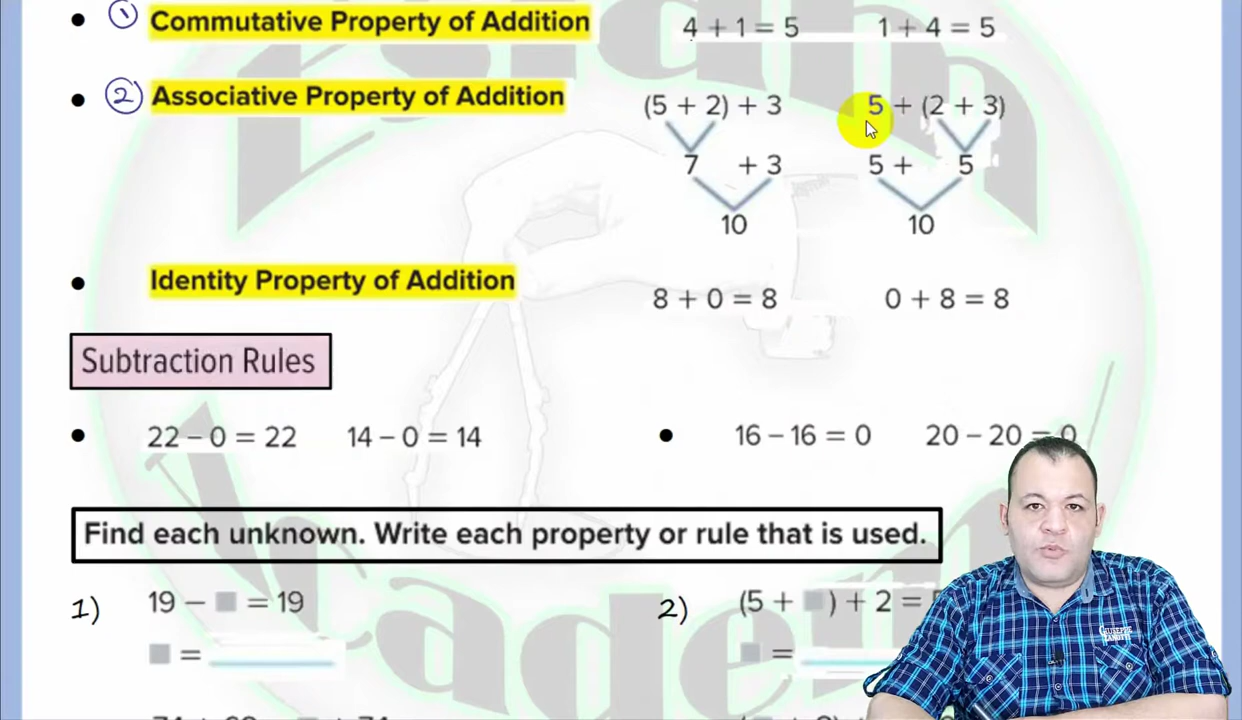 ① Commutative Property of Addition 4 + 1 = 5 1 + 4 = 5
② Associative Property of Addition (5 + 2) + 3 5 + (2 + 3)
7 + 3 5 + 5
10 10
Identity Property of Addition 8 + 0 = 8 0 + 8 = 8
Subtraction Rules
22 – 0 = 22 14 – 0 = 14 16 – 16 = 0 20 – 20 = 0
Find each unknown. Write each property or rule that is used.
1) 19 – ■ = 19 2) (5 + ■ ) + 2 =
■ = ■ =